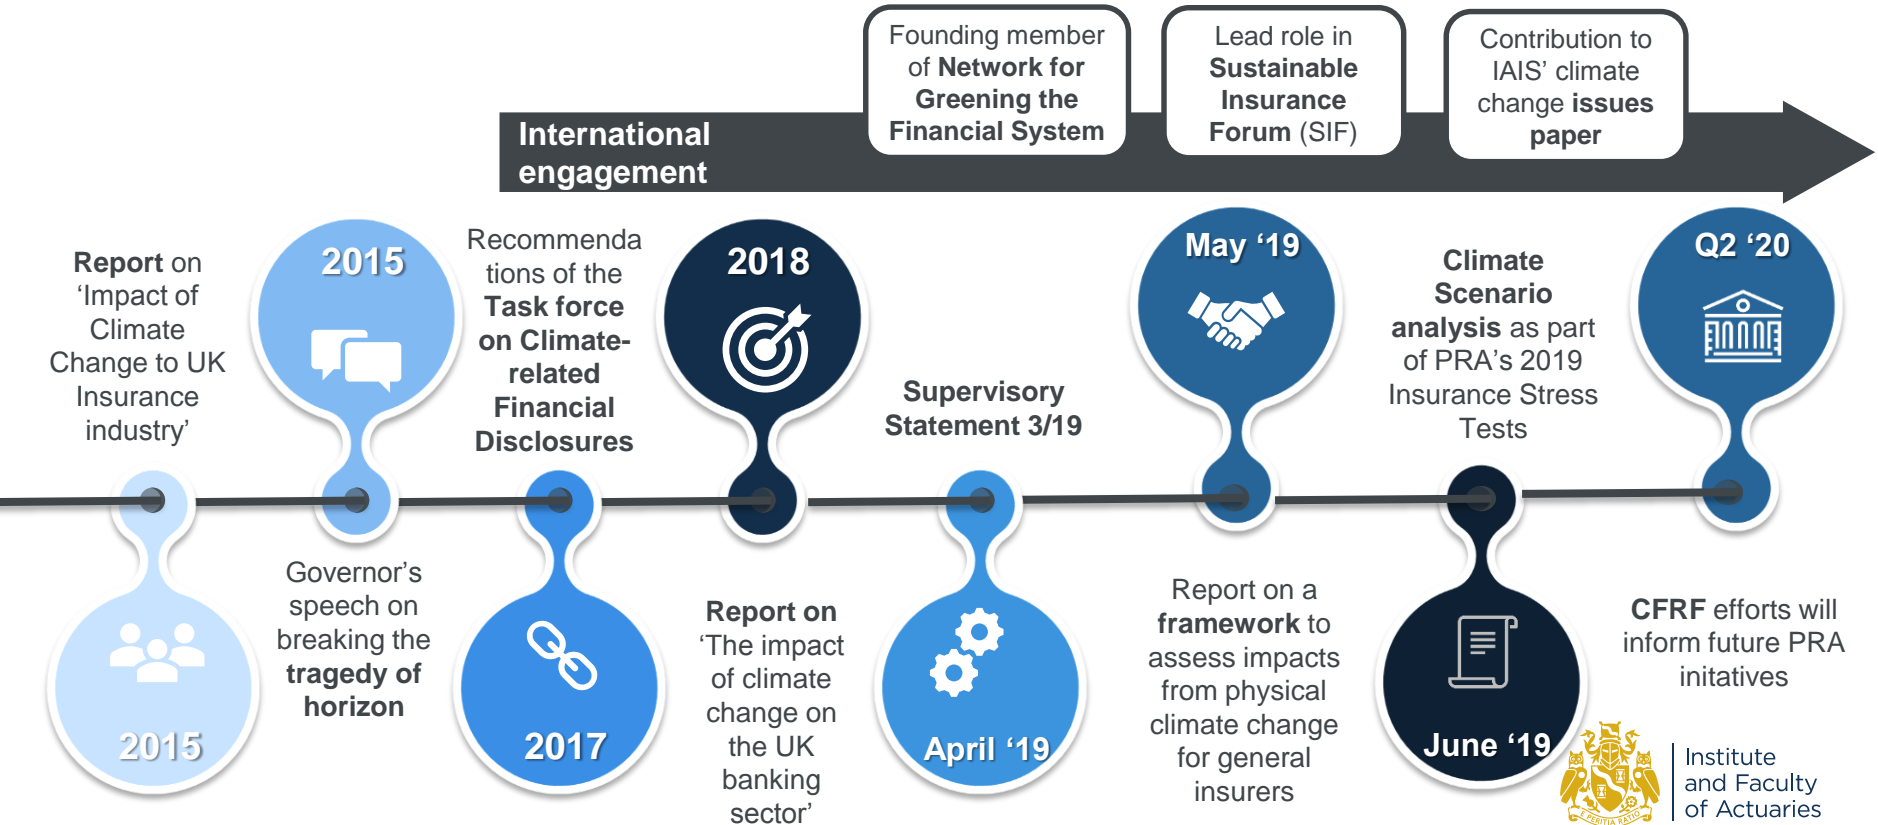 Founding member
of Network for
Greening the
Financial System
Lead role in
Sustainable
Insurance
Forum (SIF)
Contribution to
IAIS’ climate
change issues
paper
International
engagement
Report on
‘Impact of
Climate
Change to UK
Insurance
industry’
2015
2015
Governor’s
speech on
breaking the
tragedy of
horizon
Recommenda
tions of the
Task force
on Climate-
related
Financial
Disclosures
2017
2018
Report on
‘The impact
of climate
change on
the UK
banking
sector’
Supervisory
Statement 3/19
April ‘19
May ‘19
Report on a
framework to
assess impacts
from physical
climate change
for general
insurers
Climate
Scenario
analysis as part
of PRA’s 2019
Insurance Stress
Tests
June ‘19
Q2 ‘20
CFRF efforts will
inform future PRA
initatives
E PERITIA RATIO
Institute
and Faculty
of Actuaries